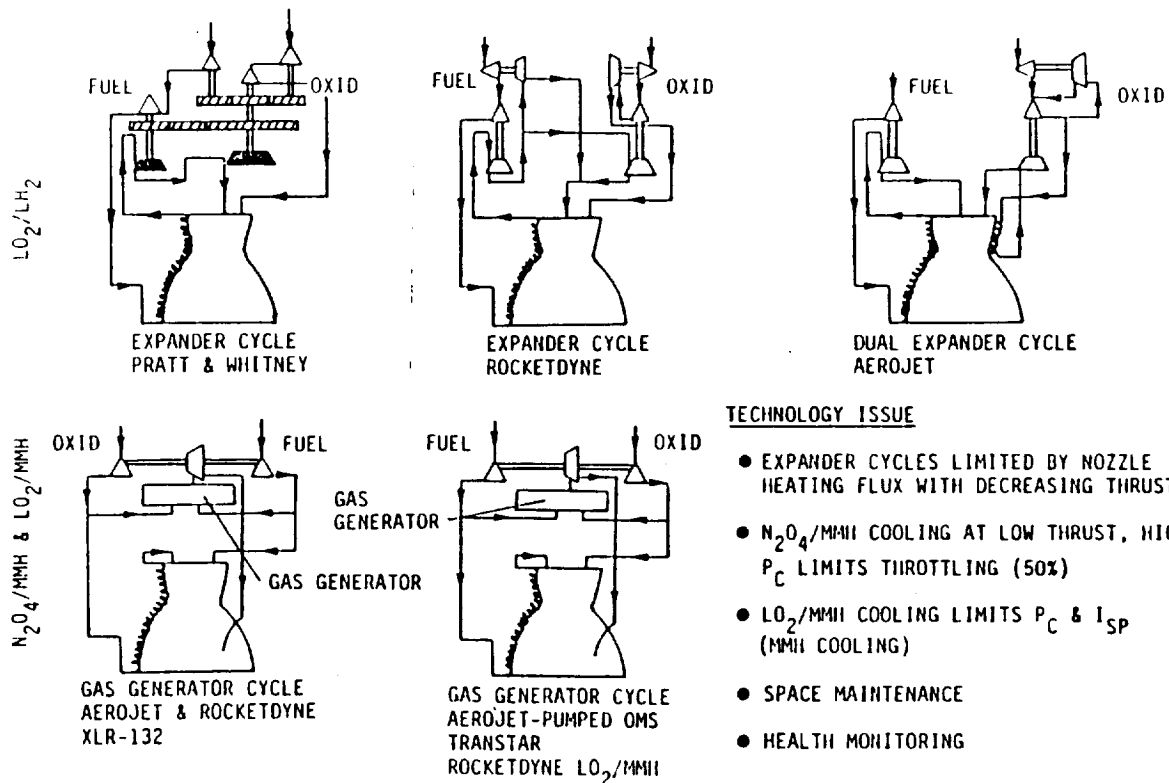 FUEL
OXID
FUEL
OXID
FUEL
OXID
LO₂/LH₂
EXPANDER CYCLE
PRATT & WHITNEY
EXPANDER CYCLE
ROCKETDYNE
DUAL EXPANDER CYCLE
AEROJET
N₂O₄/MMH & LO₂/MMH
OXID
FUEL
GAS GENERATOR
GAS GENERATOR CYCLE
AEROJET & ROCKETDYNE
XLR-132
FUEL
OXID
GAS
GENERATOR
GAS GENERATOR CYCLE
AEROJET-PUMPED OMS
TRANSTAR
ROCKETDYNE LO₂/MMH
TECHNOLOGY ISSUE
● EXPANDER CYCLES LIMITED BY NOZZLE
HEATING FLUX WITH DECREASING THRUST
● N₂O₄/MMH COOLING AT LOW THRUST,
P_C LIMITS THROTTLING (50%)
● LO₂/MMH COOLING LIMITS P_C & I_SP
(MMH COOLING)
● SPACE MAINTENANCE
● HEALTH MONITORING